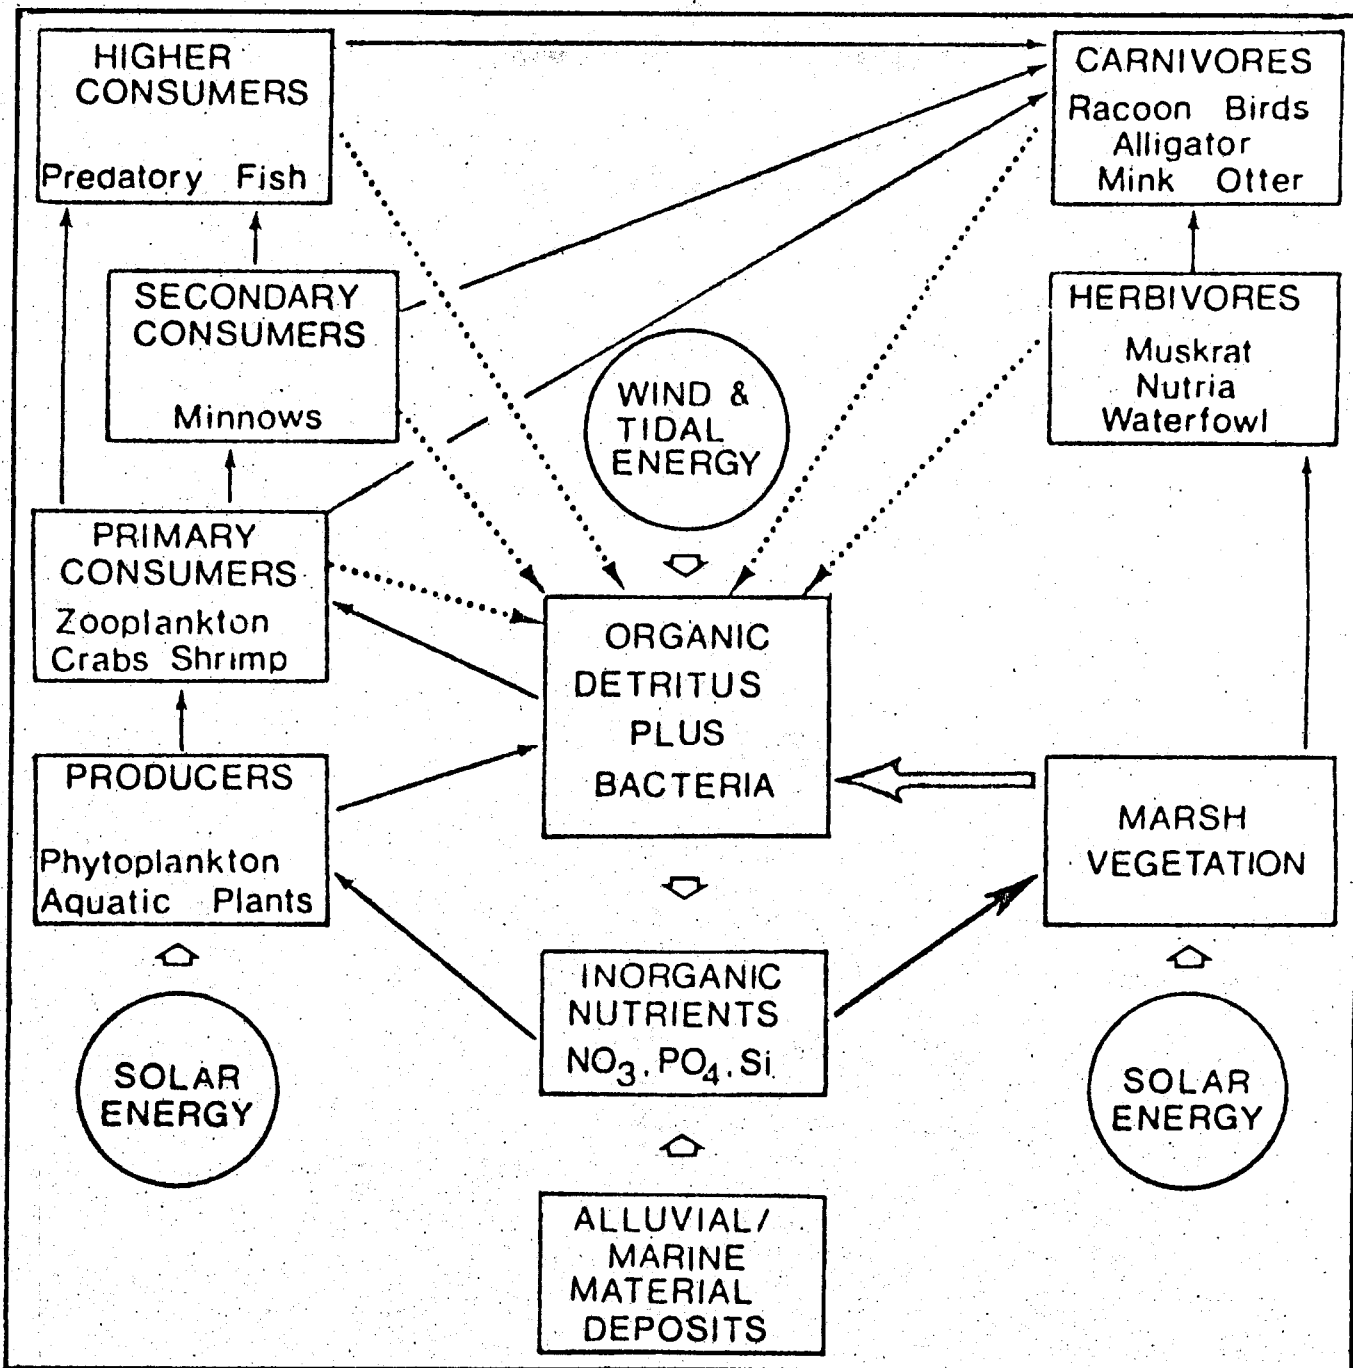 HIGHER
CONSUMERS
Predatory Fish
CARNIVORES
Racoon Birds
Alligator
Mink Otter
SECONDARY
CONSUMERS
Minnows
HERBIVORES
Muskrat
Nutria
Waterfowl
WIND &
TIDAL
ENERGY
PRIMARY
CONSUMERS
Zooplankton
Crabs Shrimp
ORGANIC
DETRITUS
PLUS
BACTERIA
PRODUCERS
Phytoplankton
Aquatic Plants
MARSH
VEGETATION
INORGANIC
NUTRIENTS
NO₃, PO₄, Si
SOLAR
ENERGY
SOLAR
ENERGY
ALLUVIAL/
MARINE
MATERIAL
DEPOSITS